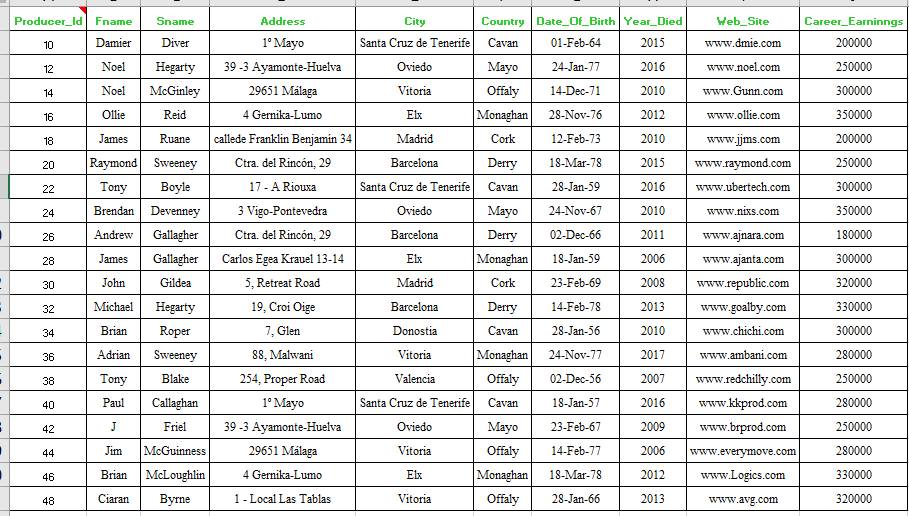 Producer_Id Fname Sname Address City Country Date_Of_Birth Year_Died Web_Site Career_Earninngs
10 Damier Diver 1º Mayo Santa Cruz de Tenerife Cavan 01-Feb-64 2015 www.dmie.com 200000
12 Noel Hegarty 39 -3 Ayamonte-Huelva Oviedo Mayo 24-Jan-77 2016 www.noel.com 250000
14 Noel McGinley 29651 Málaga Vitoria Offaly 14-Dec-71 2010 www.Gunn.com 300000
16 Ollie Reid 4 Gernika-Lumo Elx Monaghan 28-Nov-76 2012 www.ollie.com 350000
18 James Ruane callede Franklin Benjamin 34 Madrid Cork 12-Feb-73 2010 www.jjms.com 200000
20 Raymond Sweeney Ctra. del Rincón, 29 Barcelona Derry 18-Mar-78 2015 www.raymond.com 250000
22 Tony Boyle 17 - A Riouxa Santa Cruz de Tenerife Cavan 28-Jan-59 2016 www.ubertech.com 300000
24 Brendan Devenney 3 Vigo-Pontevedra Oviedo Mayo 24-Nov-67 2010 www.nixs.com 350000
26 Andrew Gallagher Ctra. del Rincón, 29 Barcelona Derry 02-Dec-66 2011 www.ajnara.com 180000
28 James Gallagher Carlos Egea Krauel 13-14 Elx Monaghan 18-Jan-59 2006 www.ajanta.com 300000
30 John Gildea 5, Retreat Road Madrid Cork 23-Feb-69 2008 www.republic.com 320000
32 Michael Hegarty 19, Croi Oige Barcelona Derry 14-Feb-78 2013 www.goalby.com 330000
34 Brian Roper 7, Glen Donostia Cavan 28-Jan-56 2010 www.chichi.com 300000
36 Adrian Sweeney 88, Malwani Vitoria Monaghan 24-Nov-77 2017 www.ambani.com 280000
38 Tony Blake 254, Proper Road Valencia Offaly 02-Dec-56 2007 www.redchilly.com 250000
40 Paul Callaghan 1º Mayo Santa Cruz de Tenerife Cavan 18-Jan-57 2016 www.kkprod.com 280000
42 J Friel 39 -3 Ayamonte-Huelva Oviedo Mayo 23-Feb-67 2009 www.brprod.com 250000
44 Jim McGuinness 29651 Málaga Vitoria Offaly 14-Feb-77 2006 www.everymove.com 280000
46 Brian McLoughlin 4 Gernika-Lumo Elx Monaghan 18-Mar-78 2012 www.Logics.com 330000
48 Ciaran Byrne 1 - Local Las Tablas Vitoria Offaly 28-Jan-66 2013 www.avg.com 320000